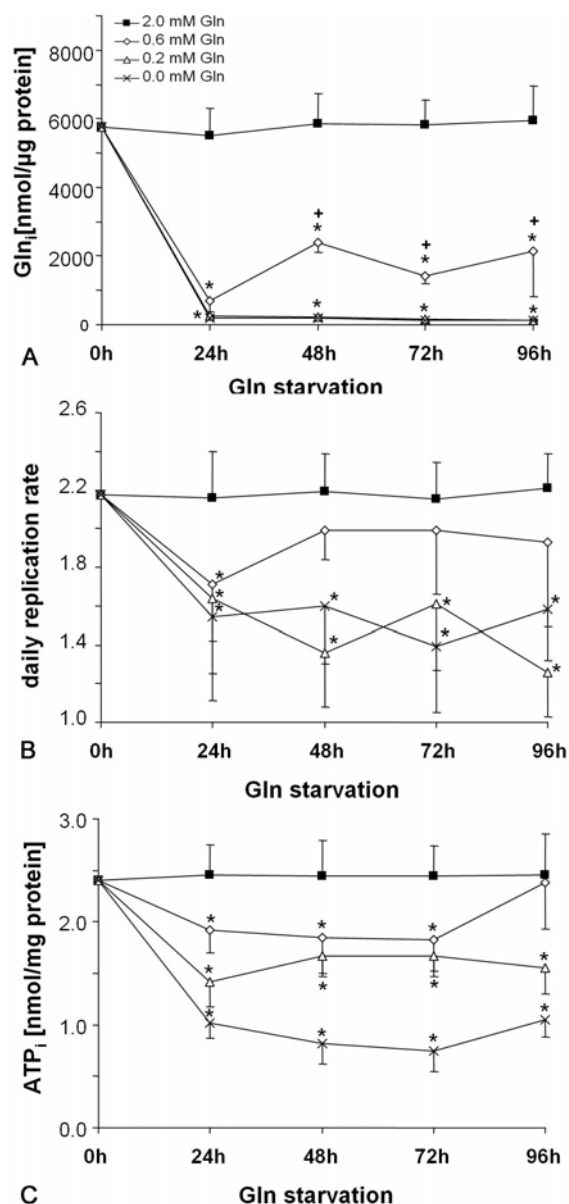 2.0 mM Gln
0.6 mM Gln
0.2 mM Gln
0.0 mM Gln
Glnᵢ[nmol/µg protein]
8000
6000
4000
2000
0
+
+
+
*
*
*
*
*
*
*
*
0h
24h
48h
72h
96h
A
Gln starvation
daily replication rate
2.6
2.2
1.8
1.4
1.0
*
*
*
*
*
*
*
*
*
0h
24h
48h
72h
96h
B
Gln starvation
ATPᵢ [nmol/mg protein]
3.0
2.0
1.0
0.0
*
*
*
*
*
*
*
*
*
*
*
0h
24h
48h
72h
96h
C
Gln starvation